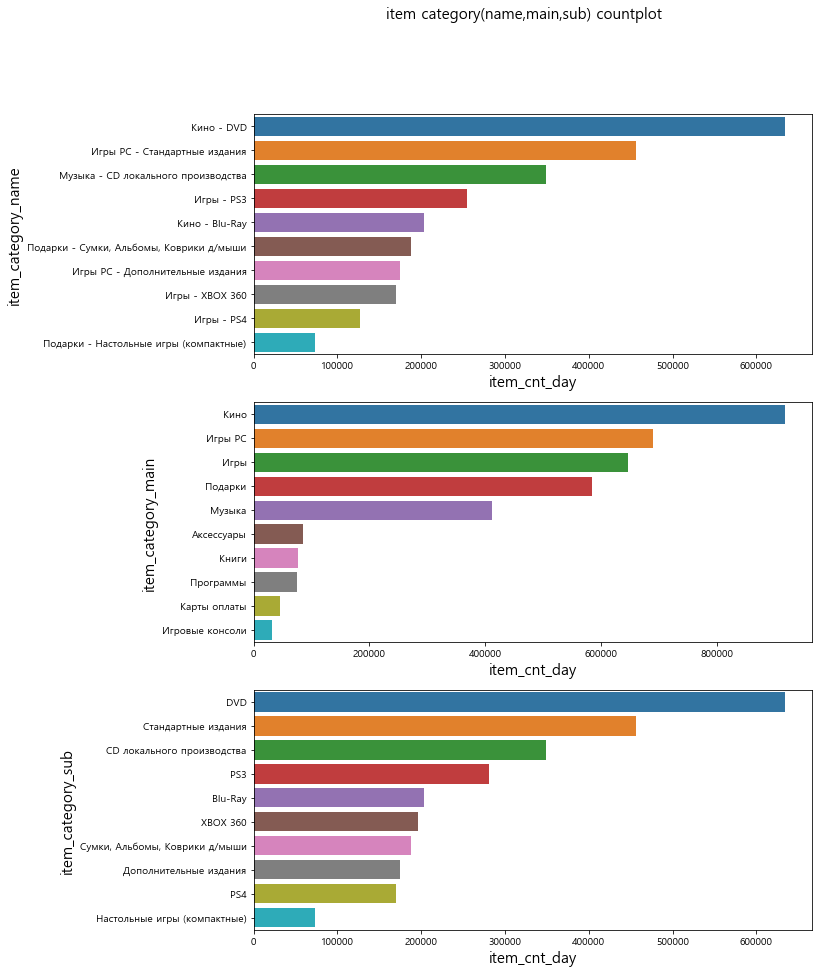 item category(name,main,sub) countplot
item_category_name
Кино - DVD
Игры PC - Стандартные издания
Музыка - CD локального производства
Игры - PS3
Кино - Blu-Ray
Подарки - Сумки, Альбомы, Коврики д/мыши
Игры PC - Дополнительные издания
Игры - XBOX 360
Игры - PS4
Подарки - Настольные игры (компактные)
0 100000 200000 300000 400000 500000 600000
item_cnt_day
item_category_main
Кино
Игры PC
Игры
Подарки
Музыка
Аксессуары
Книги
Программы
Карты оплаты
Игровые консоли
0 200000 400000 600000 800000
item_cnt_day
item_category_sub
DVD
Стандартные издания
CD локального производства
PS3
Blu-Ray
XBOX 360
Сумки, Альбомы, Коврики д/мыши
Дополнительные издания
PS4
Настольные игры (компактные)
0 100000 200000 300000 400000 500000 600000
item_cnt_day